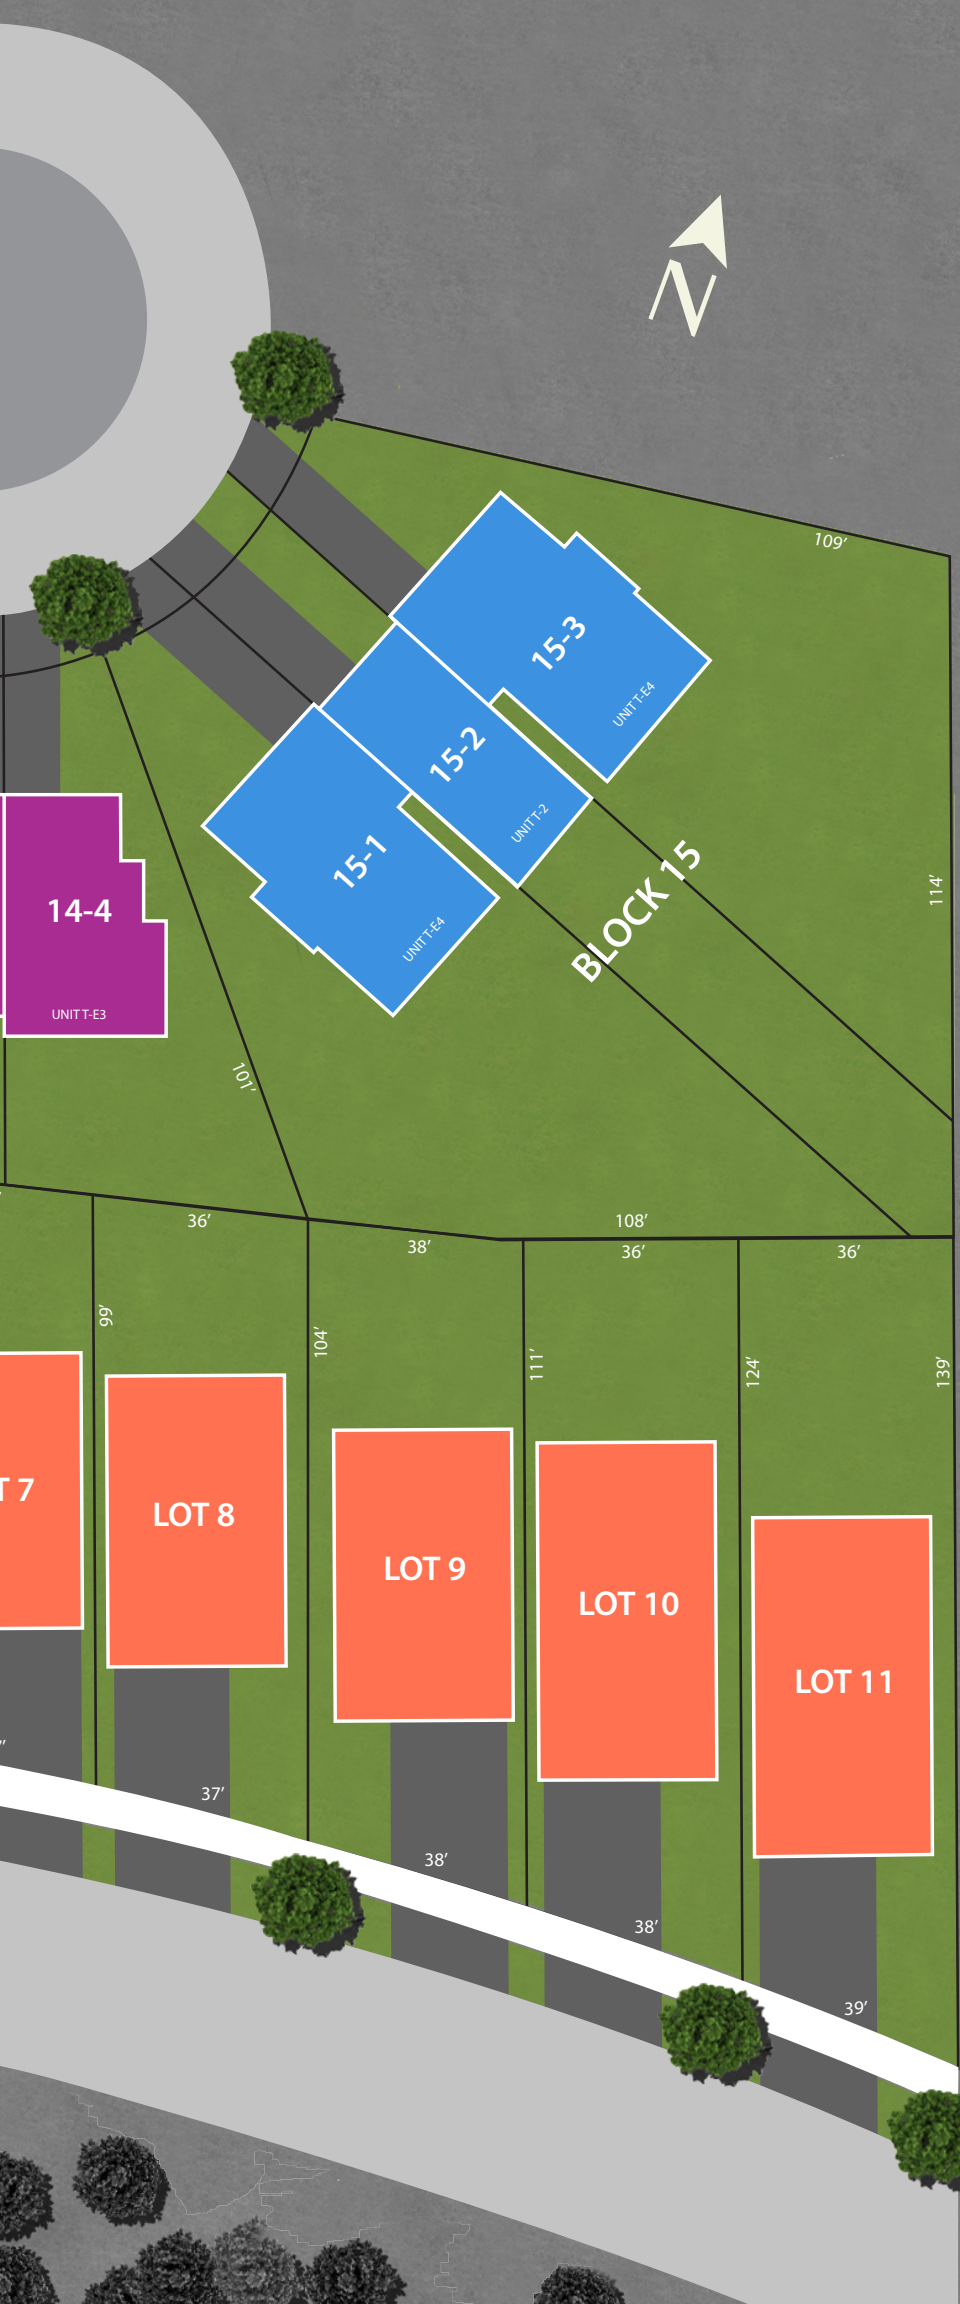 N
109′
15-3
UNIT T-E4
15-2
UNIT T-2
15-1
UNIT T-E4
BLOCK 15
114′
14-4
UNIT T-E3
101′
36′
108′
38′
36′
36′
99′
104′
111′
124′
139′
T 7
LOT 8
LOT 9
LOT 10
LOT 11
37′
38′
38′
39′